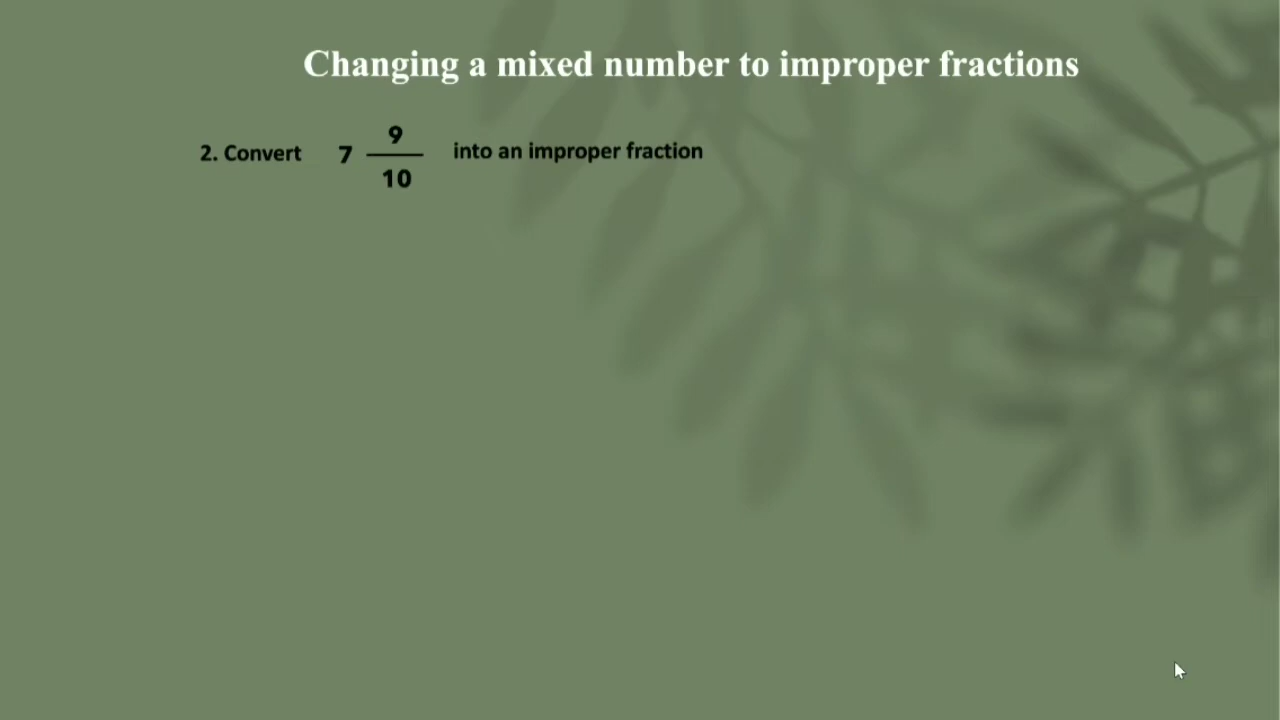 Changing a mixed number to improper fractions
2. Convert 7 9/10 into an improper fraction